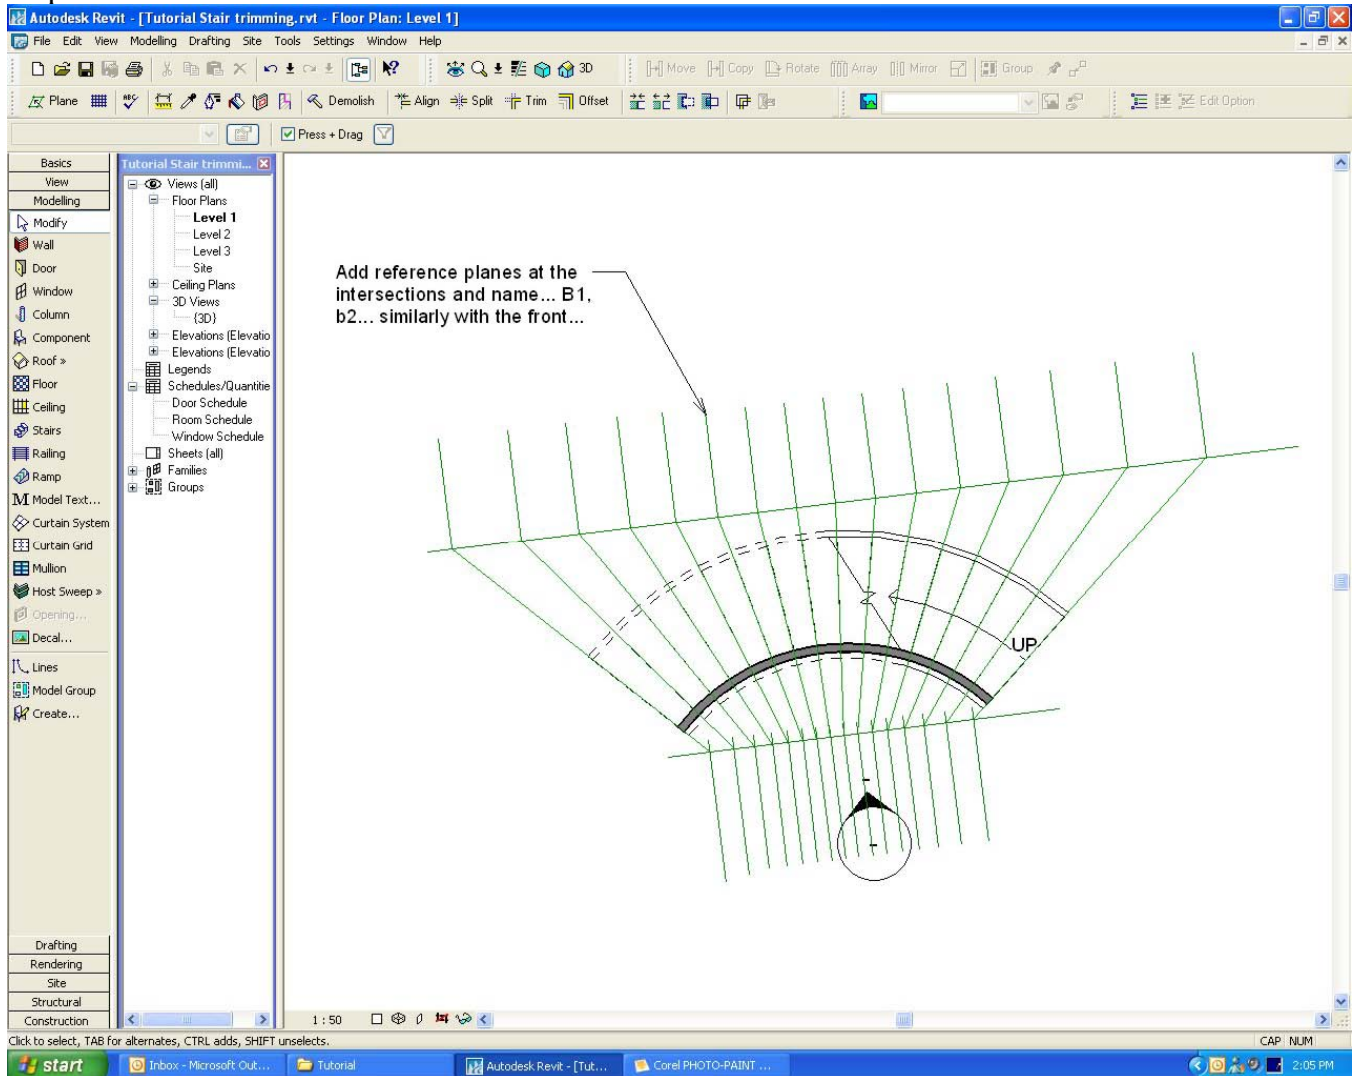 Autodesk Revit - [Tutorial Stair trimming.rvt - Floor Plan: Level 1]
File Edit View Modelling Drafting Site Tools Settings Window Help
3D Move Copy Rotate Array Mirror Group
Plane Demolish Align Split Trim Offset Edit Option
Press + Drag
Basics
View
Modelling
Modify
Wall
Door
Window
Column
Component
Roof »
Floor
Ceiling
Stairs
Railing
Ramp
Model Text...
Curtain System
Curtain Grid
Mullion
Host Sweep »
Opening...
Decal...
Lines
Model Group
Create...
Drafting
Rendering
Site
Structural
Construction
Tutorial Stair trimmi...
Views (all)
Floor Plans
Level 1
Level 2
Level 3
Site
Ceiling Plans
3D Views
{3D}
Elevations (Elevatio
Elevations (Elevatio
Legends
Schedules/Quantitie
Door Schedule
Room Schedule
Window Schedule
Sheets (all)
Families
Groups
Add reference planes at the
intersections and name... B1,
b2... similarly with the front...
UP
1 : 50
Click to select, TAB for alternates, CTRL adds, SHIFT unselects.
CAP NUM
start
Inbox - Microsoft Out...
Tutorial
Autodesk Revit - [Tut...
Corel PHOTO-PAINT ...
2:05 PM